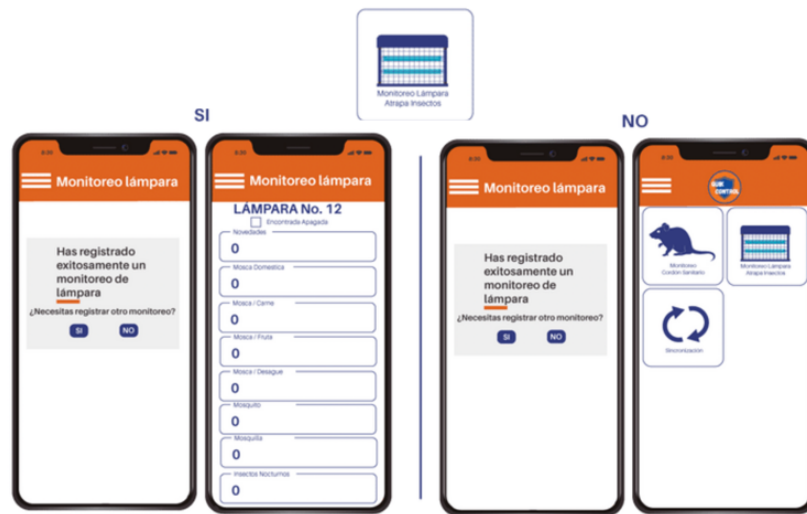 Monitoreo Lámpara
Atrapa Insectos
SI
NO
8:30
Monitoreo lámpara
Has registrado
exitosamente un
monitoreo de
lámpara
¿Necesitas registrar otro monitoreo?
SI NO
8:30
Monitoreo lámpara
LÁMPARA No. 12
Encontrada Apagada
Novedades
0
Mosca Domestica
0
Mosca / Carne
0
Mosca / Fruta
0
Mosca / Desague
0
Mosquito
0
Mosquilla
0
Insectos Nocturnos
0
8:30
Monitoreo lámpara
Has registrado
exitosamente un
monitoreo de
lámpara
¿Necesitas registrar otro monitoreo?
SI NO
8:30
CONTROL
Monitoreo
Cordón Sanitario
Monitoreo Lámpara
Atrapa Insectos
Sincronización